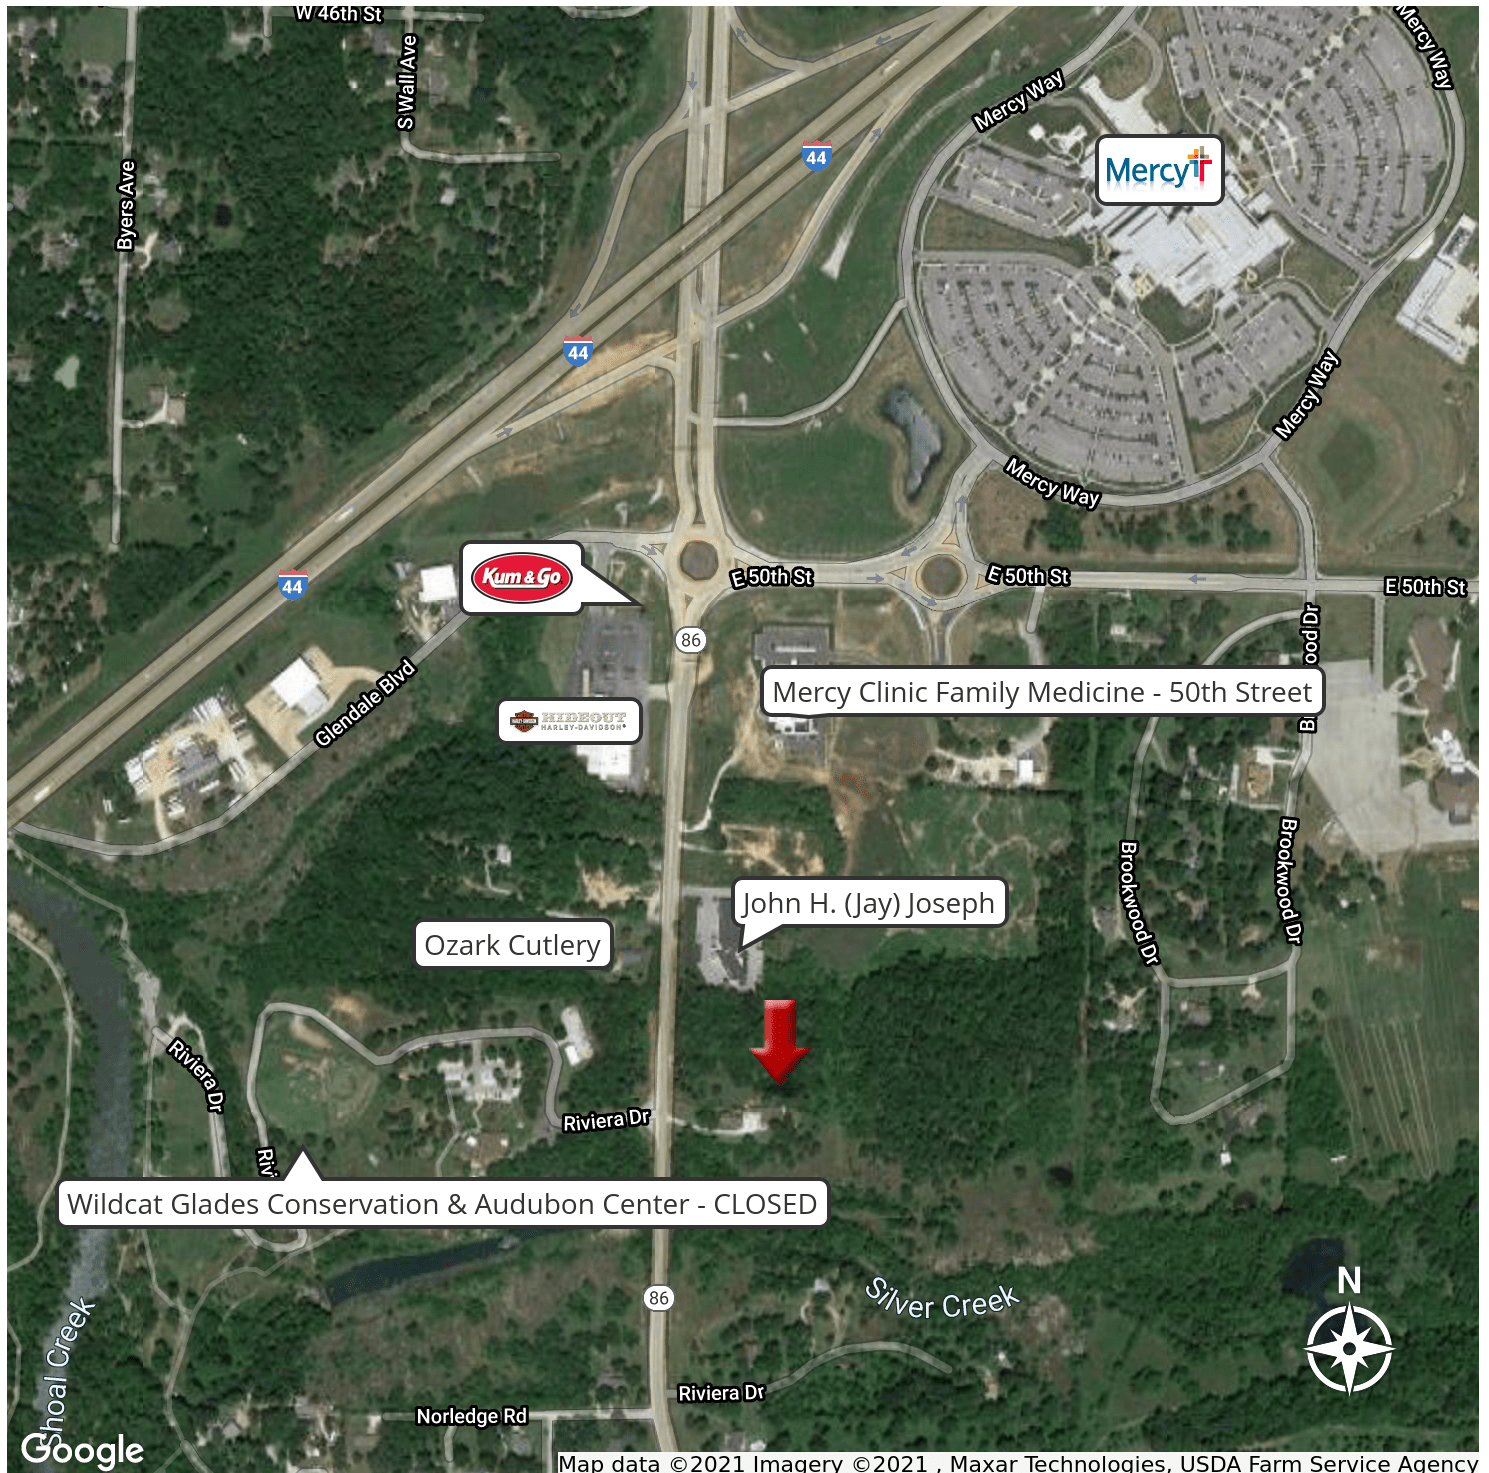 W 46th St
S Wall Ave
Byers Ave
Mercy Way
Mercy Way
44
Mercy
44
Mercy Way
Mercy Way
44
Kum & Go
E 50th St
E 50th St
E 50th St
86
Glendale Blvd
HIDEOUT
HARLEY-DAVIDSON
Mercy Clinic Family Medicine - 50th Street
Brookwood Dr
Brookwood Dr
John H. (Jay) Joseph
Ozark Cutlery
Riviera Dr
Riviera Dr
Riv
Wildcat Glades Conservation & Audubon Center - CLOSED
Silver Creek
N
86
Shoal Creek
Riviera Dr
Norledge Rd
Google
Map data ©2021 Imagery ©2021 , Maxar Technologies, USDA Farm Service Agency